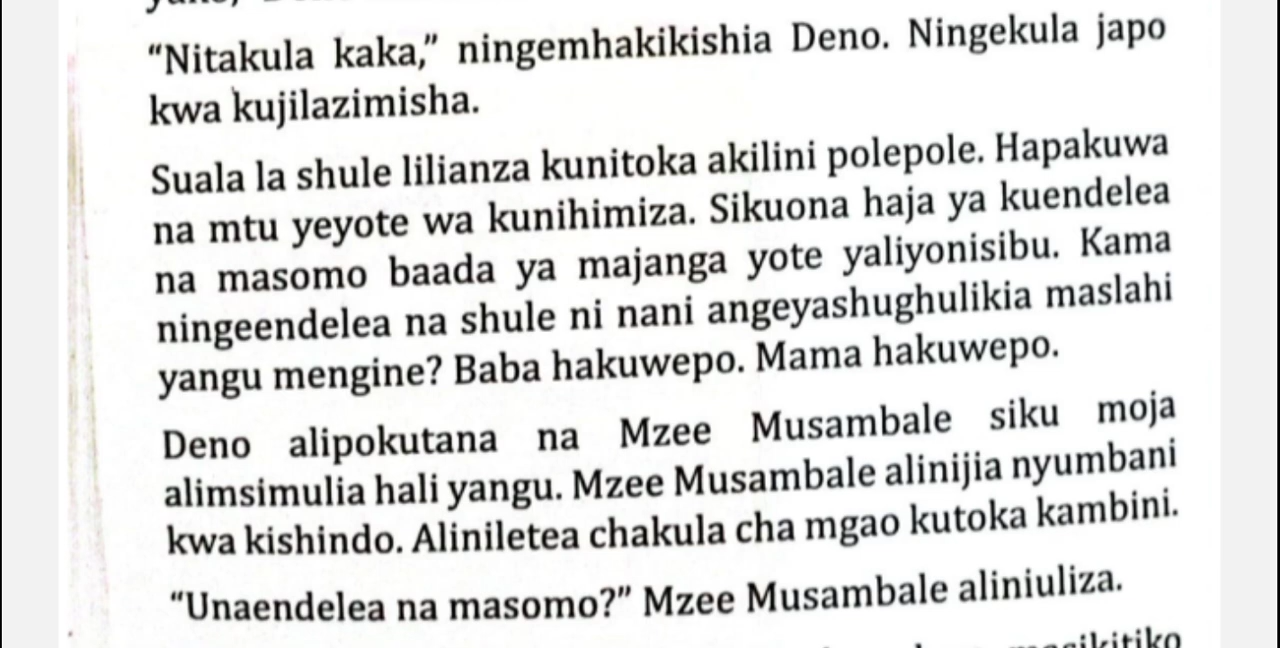 “Nitakula kaka,” ningemhakikishia Deno. Ningekula japo
kwa kujilazimisha.
Suala la shule lilianza kunitoka akilini polepole. Hapakuwa
na mtu yeyote wa kunihimiza. Sikuona haja ya kuendelea
na masomo baada ya majanga yote yaliyonisibu. Kama
ningeendelea na shule ni nani angeyashughulikia maslahi
yangu mengine? Baba hakuwepo. Mama hakuwepo.
Deno alipokutana na Mzee Musambale siku moja
alimsimulia hali yangu. Mzee Musambale alinijia nyumbani
kwa kishindo. Aliniletea chakula cha mgao kutoka kambini.
“Unaendelea na masomo?” Mzee Musambale aliniuliza.